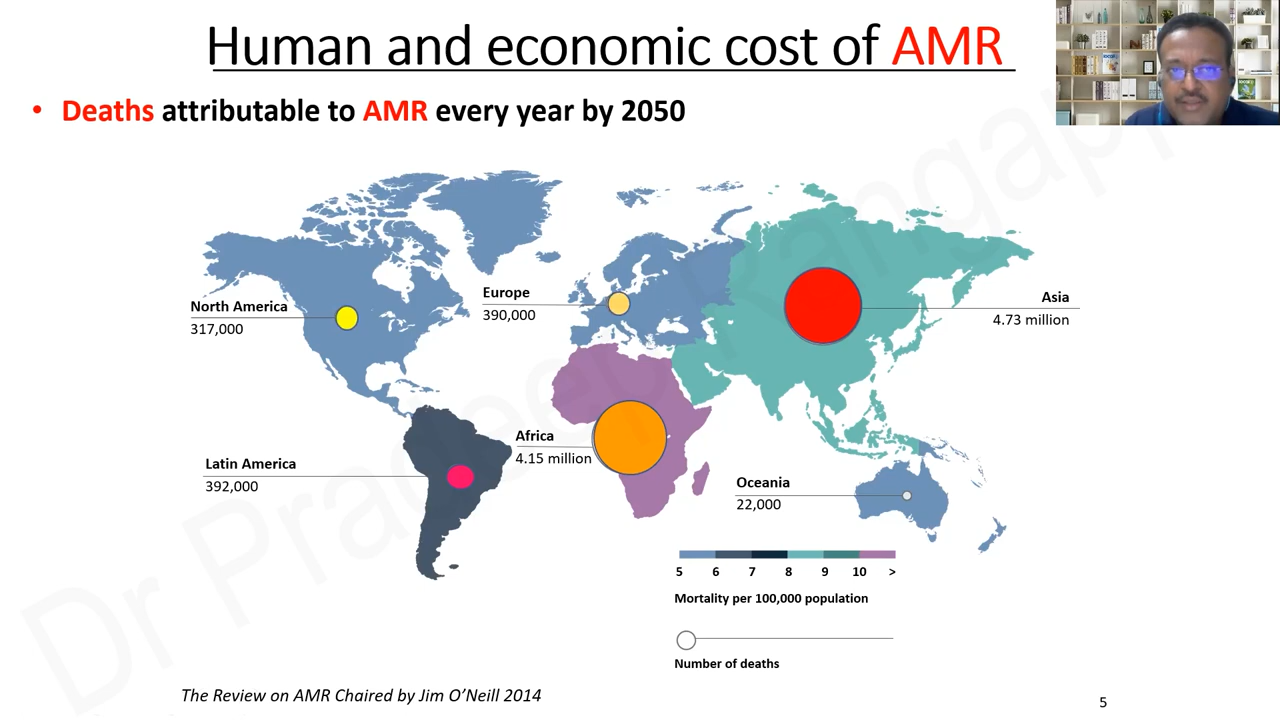 Human and economic cost of AMR
• Deaths attributable to AMR every year by 2050
North America
317,000
Europe
390,000
Asia
4.73 million
Africa
4.15 million
Latin America
392,000
Oceania
22,000
5 6 7 8 9 10 >
Mortality per 100,000 population
Number of deaths
The Review on AMR Chaired by Jim O’Neill 2014
5
Dr Pradeep Rangapp